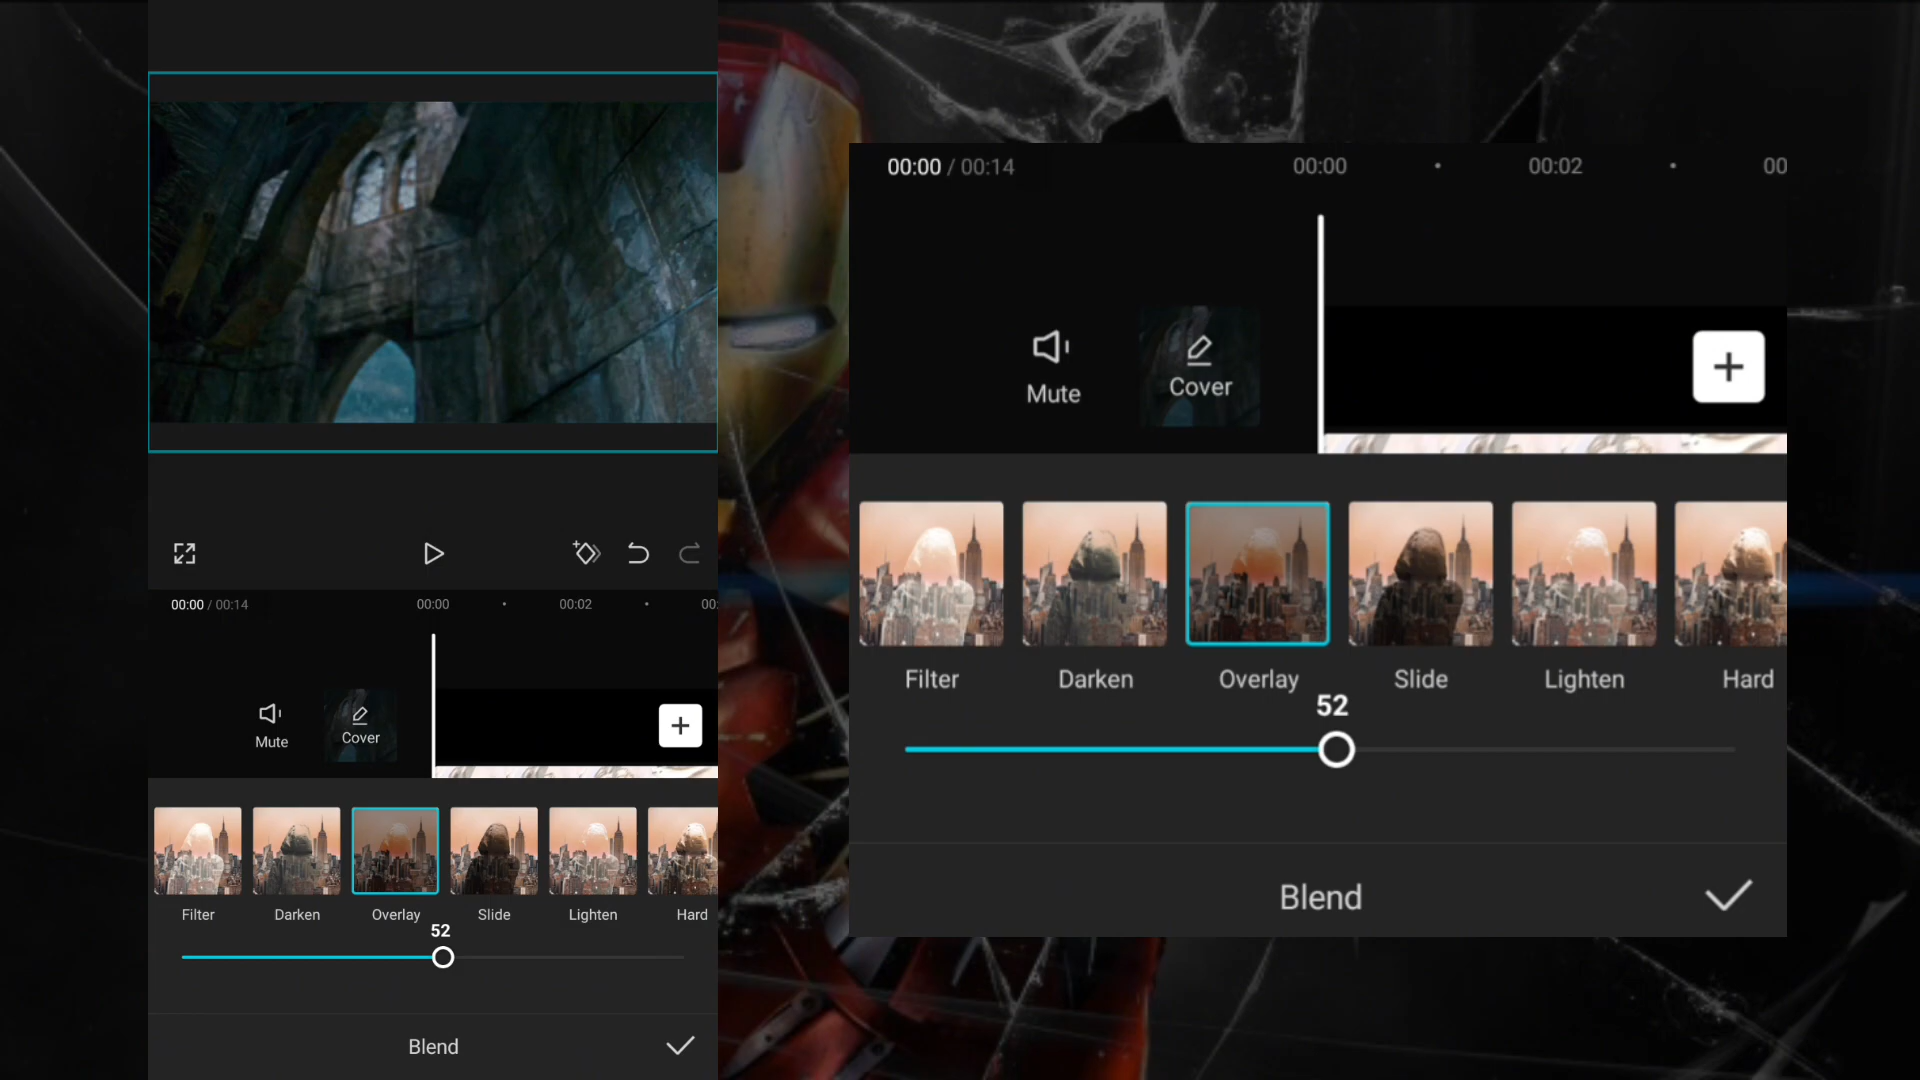 00:00 / 00:14
00:00
00:02
00:
Mute
Cover
Filter
Darken
Overlay
Slide
Lighten
Hard
52
Blend
00:00 / 00:14
00:00
00:02
00
Mute
Cover
Filter
Darken
Overlay
Slide
Lighten
Hard
52
Blend